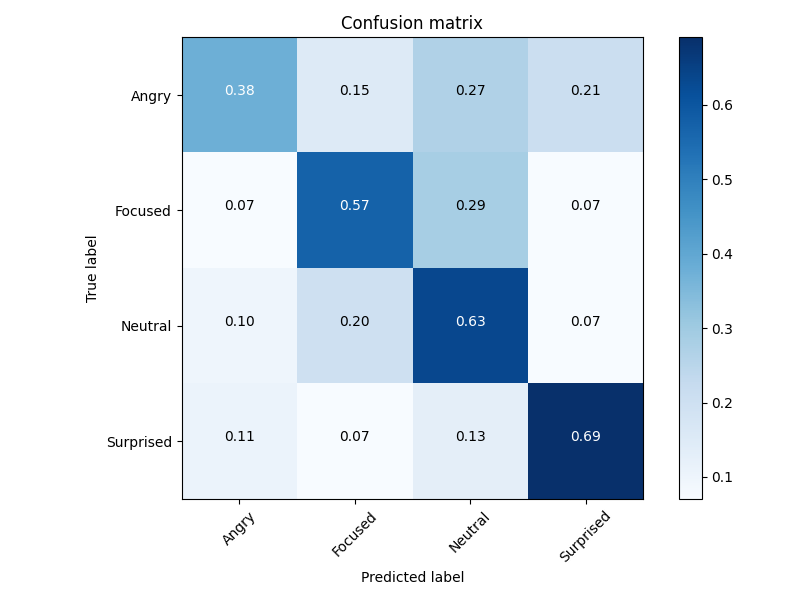 Confusion matrix
Angry 0.38 0.15 0.27 0.21
Focused 0.07 0.57 0.29 0.07
Neutral 0.10 0.20 0.63 0.07
Surprised 0.11 0.07 0.13 0.69
True label
Angry Focused Neutral Surprised
Predicted label
0.6
0.5
0.4
0.3
0.2
0.1